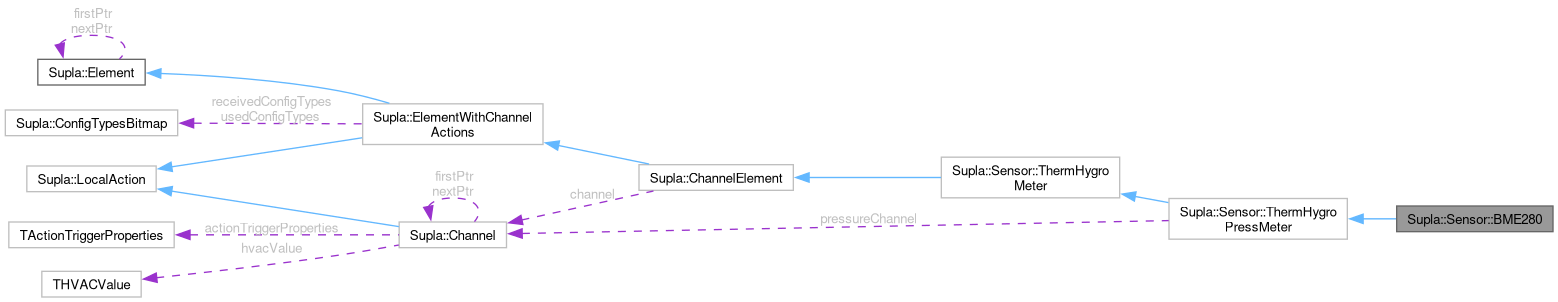 firstPtr
nextPtr
Supla::Element
receivedConfigTypes
usedConfigTypes
Supla::ConfigTypesBitmap
Supla::ElementWithChannel
Actions
Supla::LocalAction
Supla::ChannelElement
Supla::Sensor::ThermHygro
Meter
firstPtr
nextPtr
channel
pressureChannel
Supla::Sensor::ThermHygro
PressMeter
Supla::Sensor::BME280
TActionTriggerProperties
actionTriggerProperties
Supla::Channel
hvacValue
THVACValue